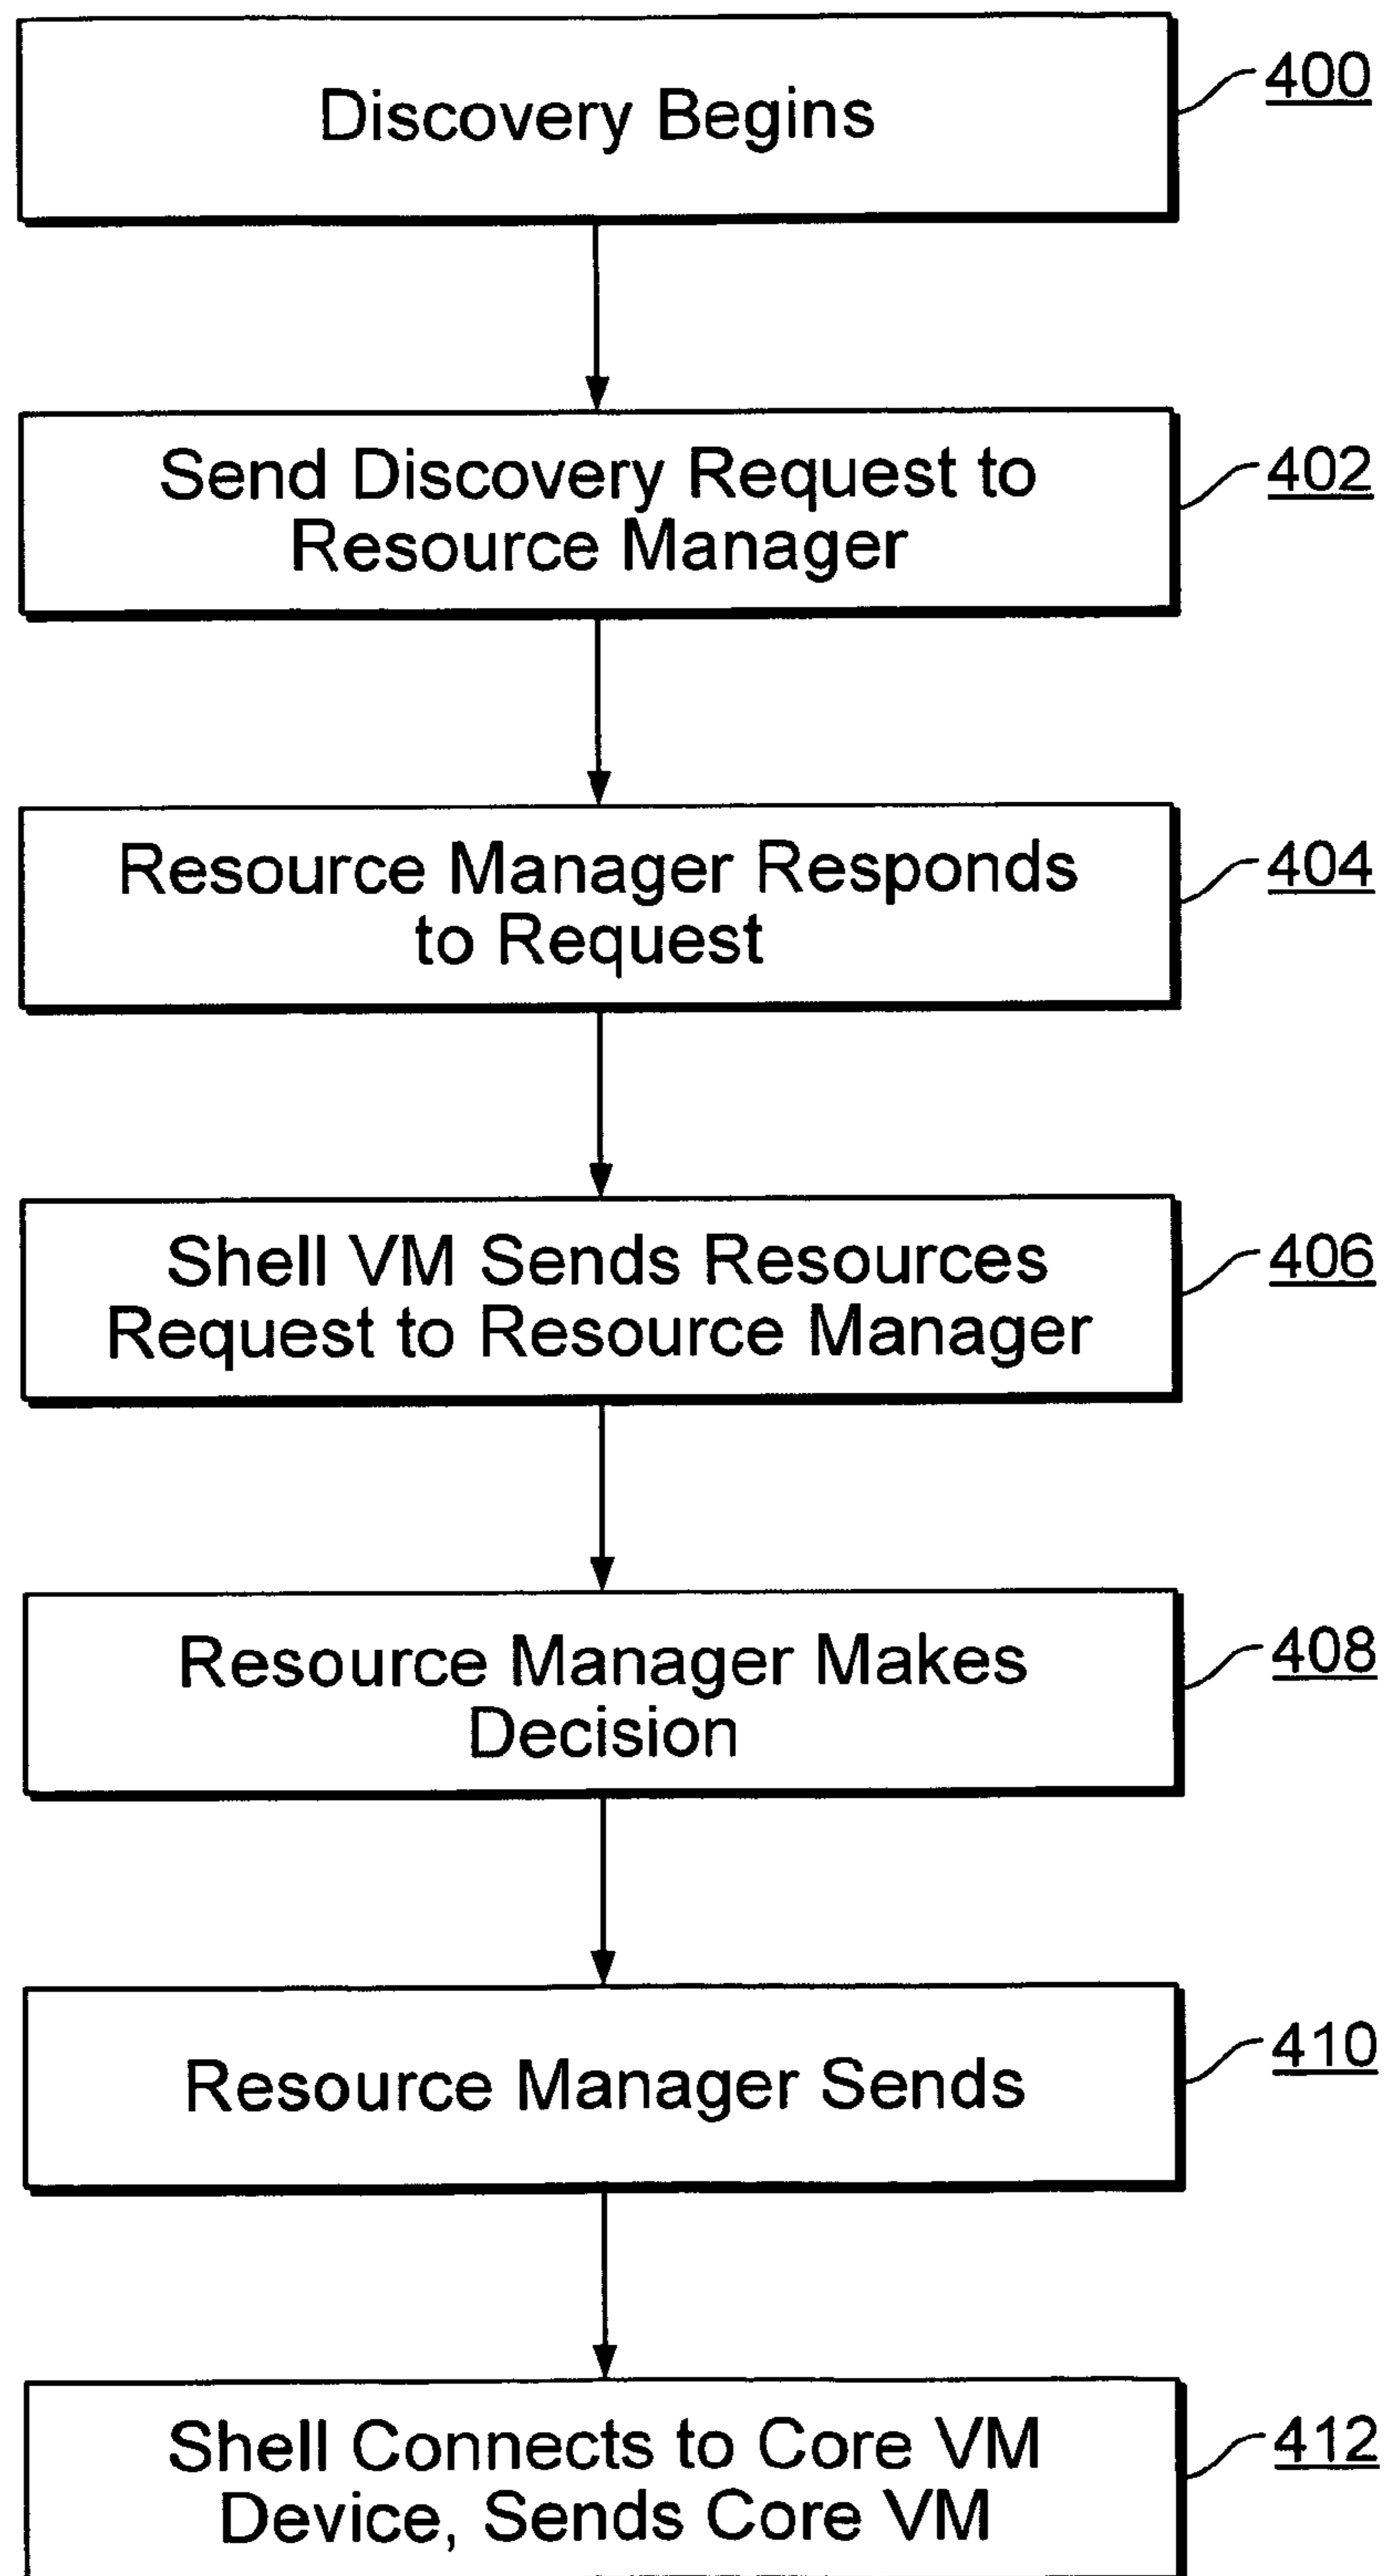 Discovery Begins
400
Send Discovery Request to
Resource Manager
402
Resource Manager Responds
to Request
404
Shell VM Sends Resources
Request to Resource Manager
406
Resource Manager Makes
Decision
408
Resource Manager Sends
410
Shell Connects to Core VM
Device, Sends Core VM
412